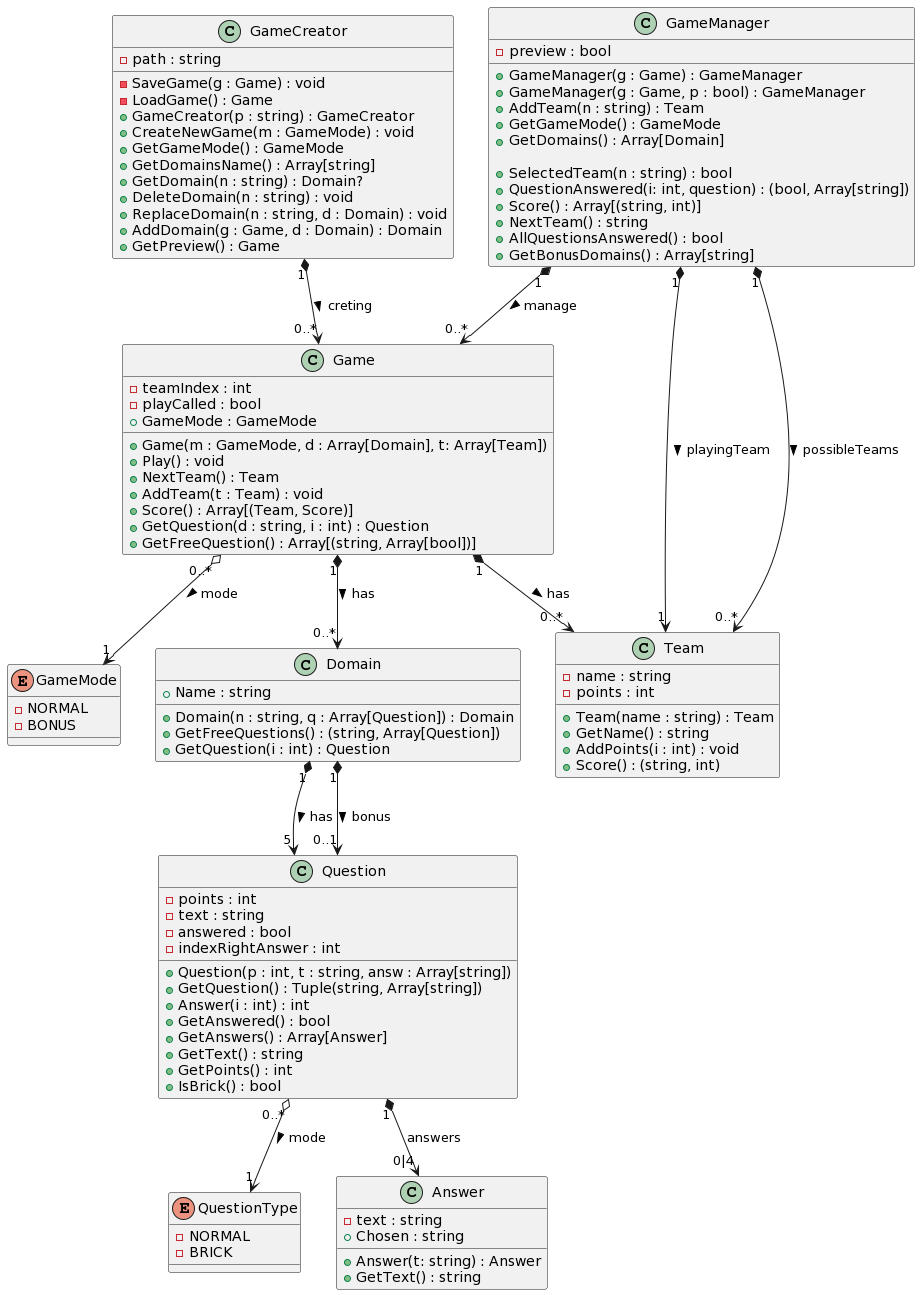 C GameCreator
path : string
SaveGame(g : Game) : void
LoadGame() : Game
GameCreator(p : string) : GameCreator
CreateNewGame(m : GameMode) : void
GetGameMode() : GameMode
GetDomainsName() : Array[string]
GetDomain(n : string) : Domain?
DeleteDomain(n : string) : void
ReplaceDomain(n : string, d : Domain) : void
AddDomain(g : Game, d : Domain) : Domain
GetPreview() : Game
C GameManager
preview : bool
GameManager(g : Game) : GameManager
GameManager(g : Game, p : bool) : GameManager
AddTeam(n : string) : Team
GetGameMode() : GameMode
GetDomains() : Array[Domain]
SelectedTeam(n : string) : bool
QuestionAnswered(i: int, question) : (bool, Array[string])
Score() : Array[(string, int)]
NextTeam() : string
AllQuestionsAnswered() : bool
GetBonusDomains() : Array[string]
1
creting
0..*
1
manage
0..*
1
playingTeam
1
1
possibleTeams
0..*
C Game
teamIndex : int
playCalled : bool
GameMode : GameMode
Game(m : GameMode, d : Array[Domain], t: Array[Team])
Play() : void
NextTeam() : Team
AddTeam(t : Team) : void
Score() : Array[(Team, Score)]
GetQuestion(d : string, i : int) : Question
GetFreeQuestion() : Array[(string, Array[bool])]
0..*
mode
1
1
has
0..*
1
has
0..*
E GameMode
NORMAL
BONUS
C Domain
Name : string
Domain(n : string, q : Array[Question]) : Domain
GetFreeQuestions() : (string, Array[Question])
GetQuestion(i : int) : Question
C Team
name : string
points : int
Team(name : string) : Team
GetName() : string
AddPoints(i : int) : void
Score() : (string, int)
1
has
5
1
bonus
0..1
C Question
points : int
text : string
answered : bool
indexRightAnswer : int
Question(p : int, t : string, answ : Array[string])
GetQuestion() : Tuple(string, Array[string])
Answer(i : int) : int
GetAnswered() : bool
GetAnswers() : Array[Answer]
GetText() : string
GetPoints() : int
IsBrick() : bool
0..*
mode
1
1
answers
0|4
E QuestionType
NORMAL
BRICK
C Answer
text : string
Chosen : string
Answer(t: string) : Answer
GetText() : string